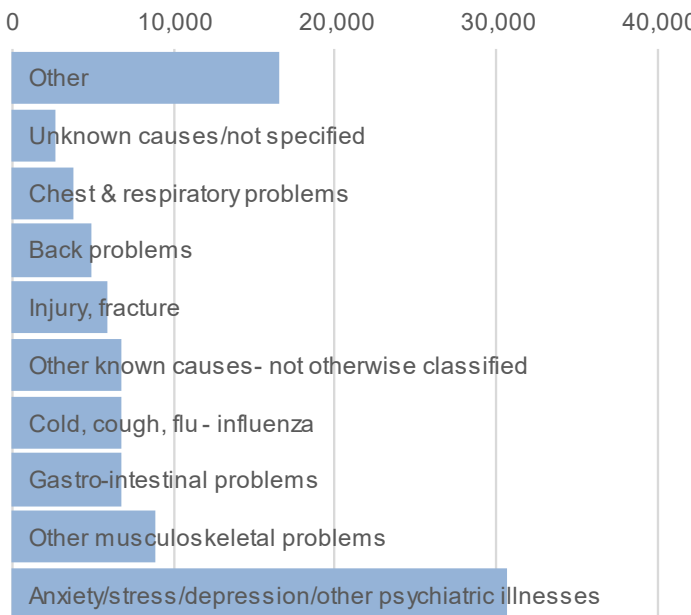 0 10,000 20,000 30,000 40,000
Other
Unknown causes/not specified
Chest & respiratory problems
Back problems
Injury, fracture
Other known causes- not otherwise classified
Cold, cough, flu - influenza
Gastro-intestinal problems
Other musculoskeletal problems
Anxiety/stress/depression/other psychiatric illnesses